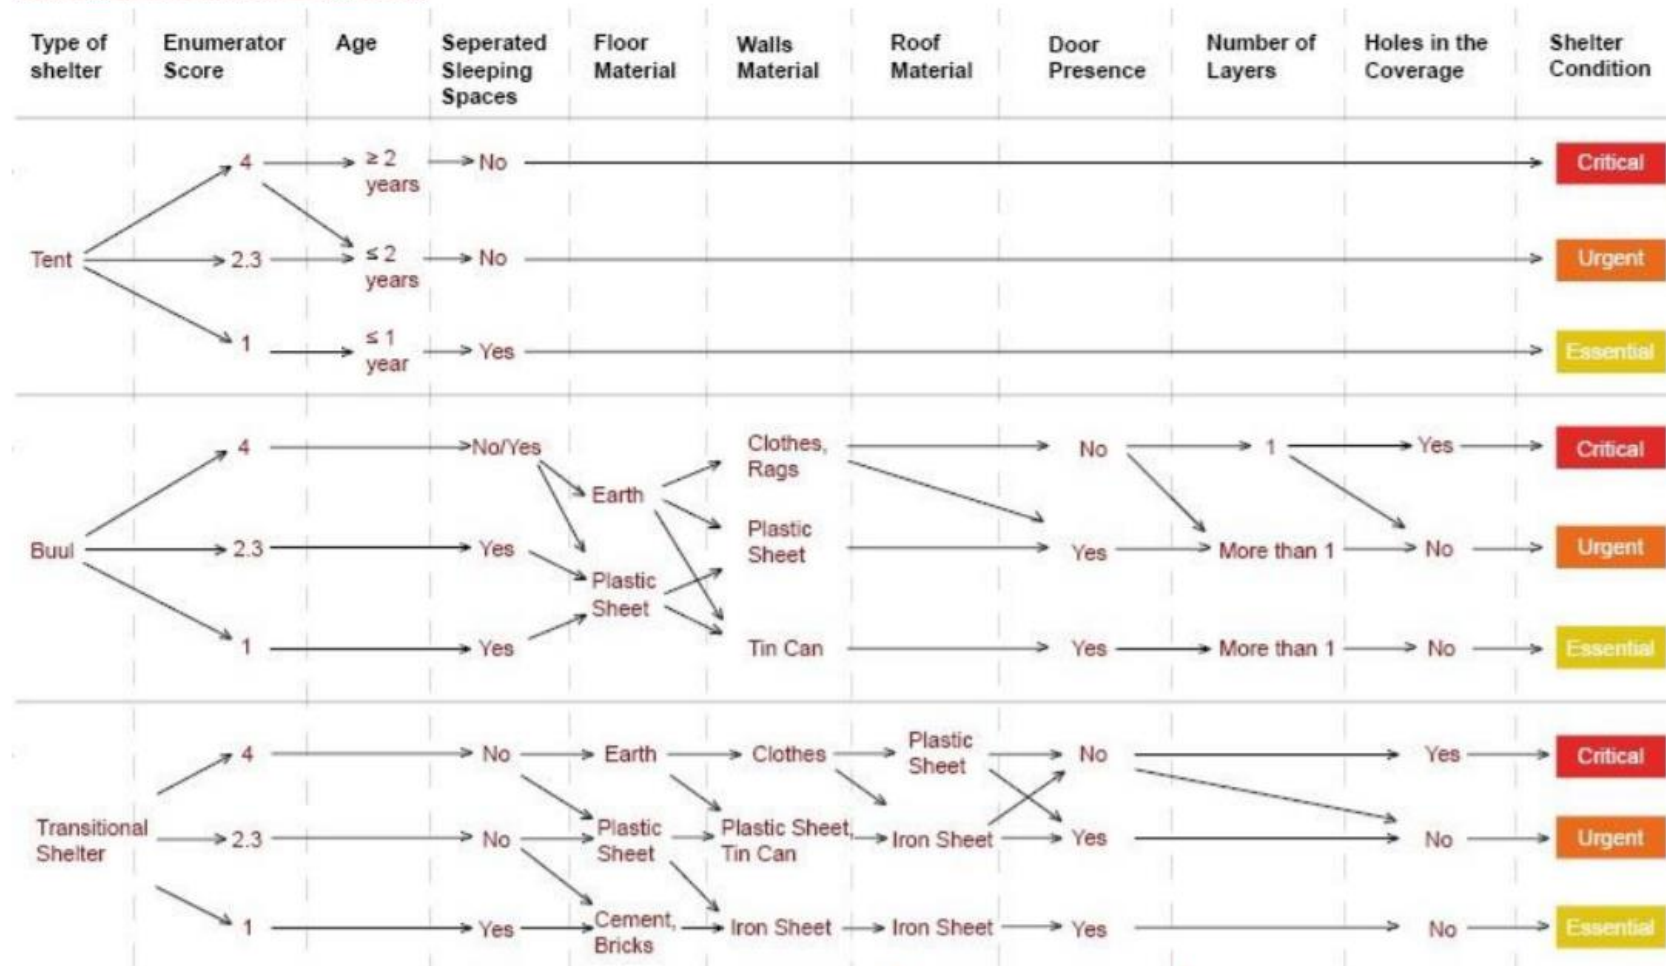 Type of shelter
Enumerator Score
Age
Seperated Sleeping Spaces
Floor Material
Walls Material
Roof Material
Door Presence
Number of Layers
Holes in the Coverage
Shelter Condition
4
≥ 2 years
No
Critical
Tent
2.3
≤ 2 years
No
Urgent
1
≤ 1 year
Yes
Essential
4
No/Yes
Earth
Clothes, Rags
No
1
Yes
Critical
Buul
2.3
Yes
Plastic Sheet
Plastic Sheet
Yes
More than 1
No
Urgent
1
Yes
Tin Can
Yes
More than 1
No
Essential
4
No
Earth
Clothes
Plastic Sheet
No
Yes
Critical
Transitional Shelter
2.3
No
Plastic Sheet
Plastic Sheet, Tin Can
Iron Sheet
Yes
No
Urgent
1
Yes
Cement, Bricks
Iron Sheet
Iron Sheet
Yes
No
Essential